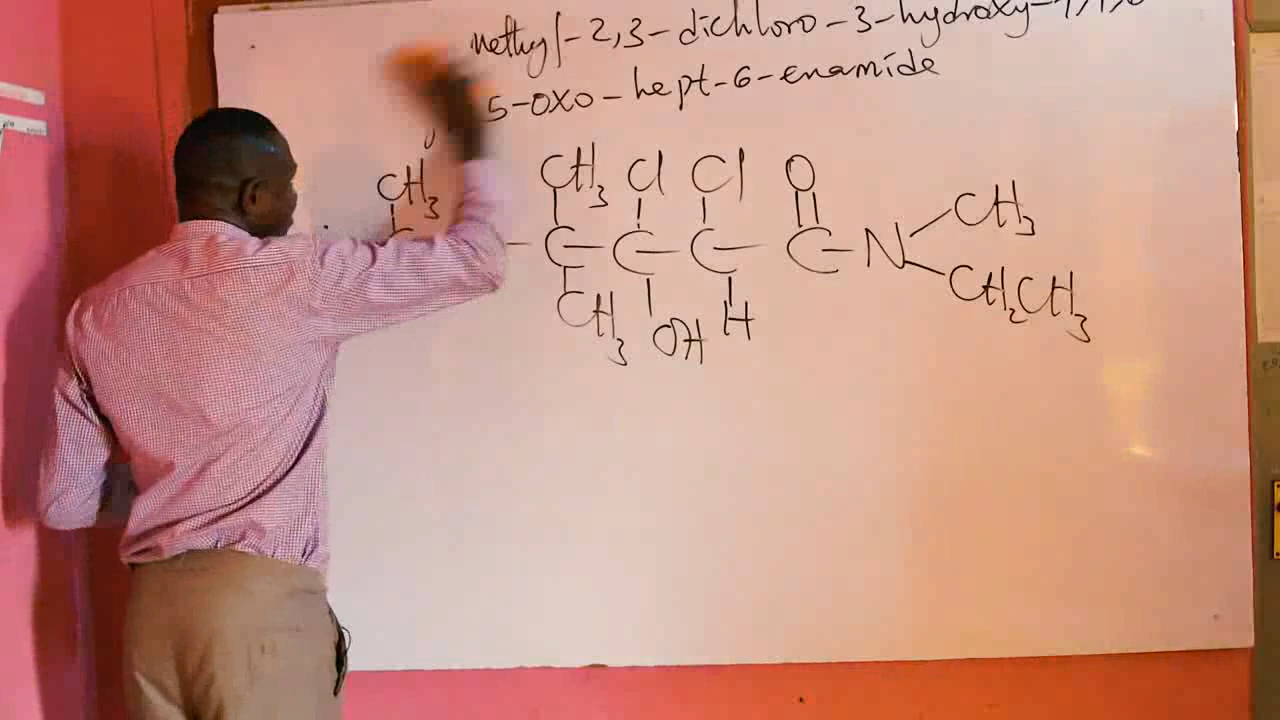 methyl-2,3-dichloro-3-hydroxy-
5-oxo-hept-6-enamide
CH3 CH3 Cl Cl O CH3
C - C - C - C - C - N
CH3 OH H CH2CH3